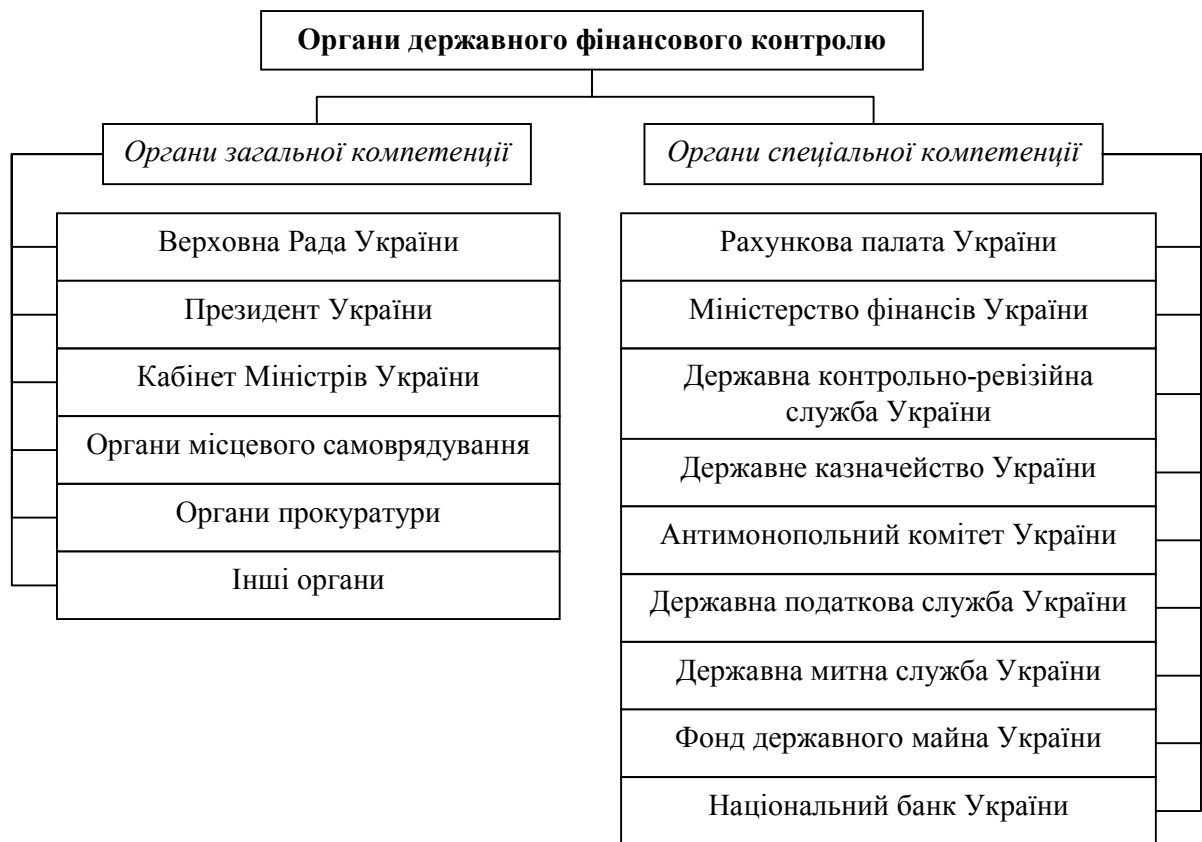 Органи державного фінансового контролю
Органи загальної компетенції
Верховна Рада України
Президент України
Кабінет Міністрів України
Органи місцевого самоврядування
Органи прокуратури
Інші органи
Органи спеціальної компетенції
Рахункова палата України
Міністерство фінансів України
Державна контрольно-ревізійна
служба України
Державне казначейство України
Антимонопольний комітет України
Державна податкова служба України
Державна митна служба України
Фонд державного майна України
Національний банк України